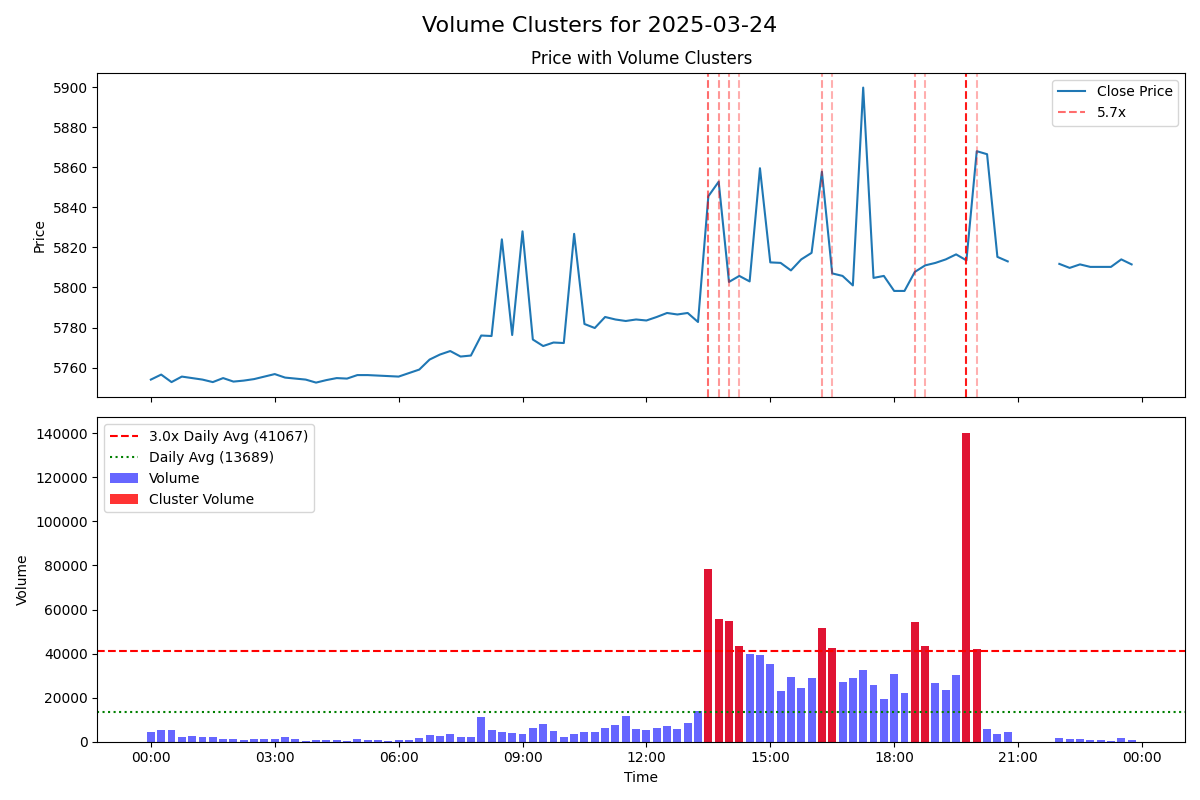 Volume Clusters for 2025-03-24
Price with Volume Clusters
Price
5900
5880
5860
5840
5820
5800
5780
5760
Close Price
5.7x
Volume
140000
120000
100000
80000
60000
40000
20000
0
3.0x Daily Avg (41067)
Daily Avg (13689)
Volume
Cluster Volume
00:00 03:00 06:00 09:00 12:00 15:00 18:00 21:00 00:00
Time